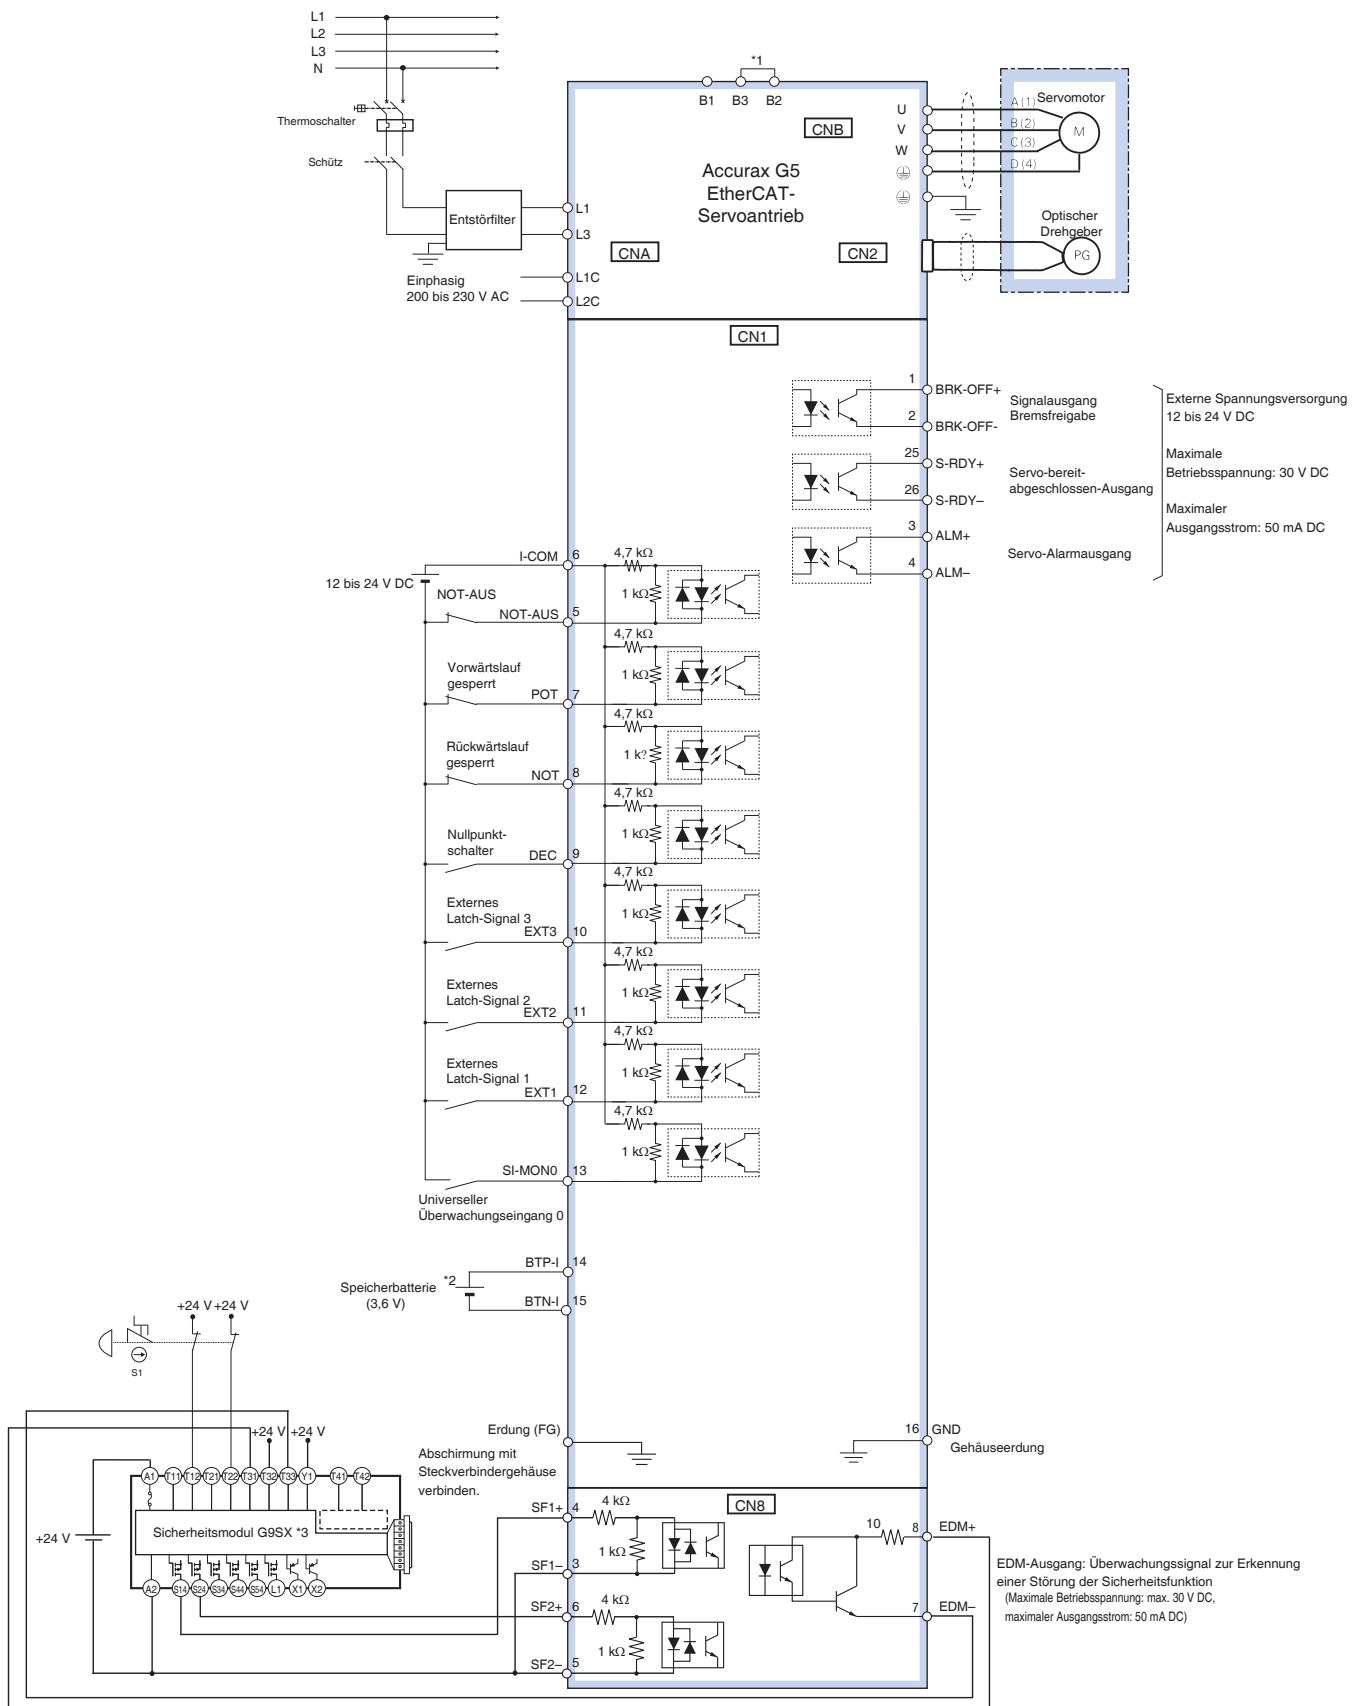 L1
L2
L3
N
Thermoschalter
Schütz
Entstörfilter
L1
L3
Einphasig
200 bis 230 V AC
L1C
L2C
*1
B1
B3
B2
CNB
Accurax G5
EtherCAT-
Servoantrieb
CNA
CN2
U
V
W
A (1)
B (2)
C (3)
D (4)
Servomotor
M
Optischer
Drehgeber
PG
CN1
1
BRK-OFF+
2
BRK-OFF-
Signalausgang
Bremsfreigabe
25
S-RDY+
26
S-RDY–
Servo-bereit-
abgeschlossen-Ausgang
3
ALM+
4
ALM–
Servo-Alarmausgang
Externe Spannungsversorgung
12 bis 24 V DC
Maximale
Betriebsspannung: 30 V DC
Maximaler
Ausgangsstrom: 50 mA DC
12 bis 24 V DC
I-COM
6
4,7 kΩ
1 kΩ
NOT-AUS
NOT-AUS
5
4,7 kΩ
1 kΩ
Vorwärtslauf
gesperrt
POT
7
4,7 kΩ
1 k?
Rückwärtslauf
gesperrt
NOT
8
4,7 kΩ
1 kΩ
Nullpunkt-
schalter
DEC
9
4,7 kΩ
1 kΩ
Externes
Latch-Signal 3
EXT3
10
4,7 kΩ
1 kΩ
Externes
Latch-Signal 2
EXT2
11
4,7 kΩ
1 kΩ
Externes
Latch-Signal 1
EXT1
12
4,7 kΩ
1 kΩ
SI-MON0
13
Universeller
Überwachungseingang 0
Speicherbatterie
(3,6 V)
*2
BTP-I
14
BTN-I
15
+24 V +24 V
S1
+24 V +24 V
Erdung (FG)
Abschirmung mit
Steckverbindergehäuse
verbinden.
16
GND
Gehäuseerdung
A1
T11
T12
T21
T22
T31
T32
T33
Y1
T41
T42
+24 V
Sicherheitsmodul G9SX *3
A2
S14
S24
S34
S44
S54
L1
X1
X2
CN8
SF1+
4
4 kΩ
1 kΩ
SF1–
3
SF2+
6
4 kΩ
1 kΩ
SF2–
5
10
8
EDM+
7
EDM–
EDM-Ausgang: Überwachungssignal zur Erkennung
einer Störung der Sicherheitsfunktion
(Maximale Betriebsspannung: max. 30 V DC,
maximaler Ausgangsstrom: 50 mA DC)